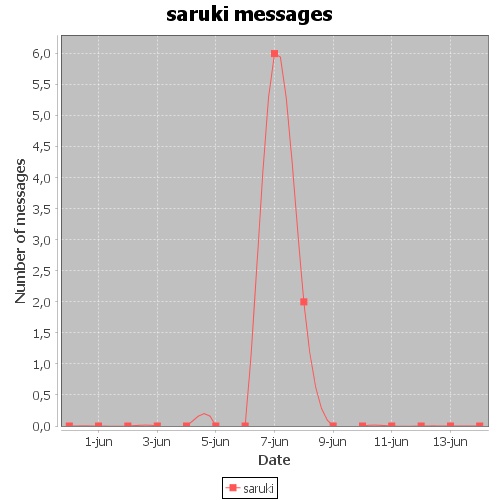 saruki messages
6,0
5,5
5,0
4,5
4,0
3,5
3,0
2,5
2,0
1,5
1,0
0,5
0,0
Number of messages
1-jun 3-jun 5-jun 7-jun 9-jun 11-jun 13-jun
Date
saruki